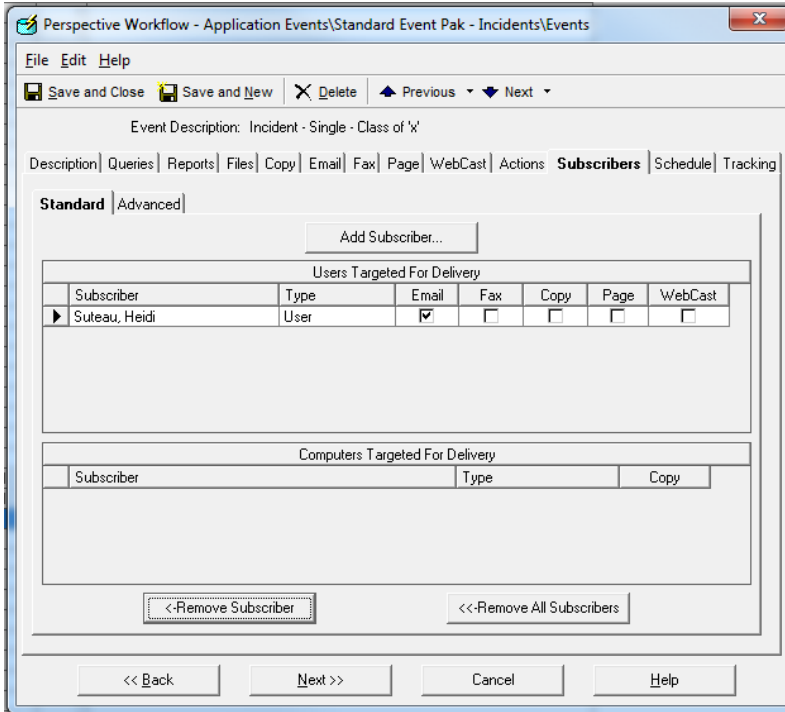 Perspective Workflow - Application Events\Standard Event Pak - Incidents\Events
File Edit Help
Save and Close Save and New Delete Previous Next
Event Description: Incident - Single - Class of 'x'
Description Queries Reports Files Copy Email Fax Page WebCast Actions Subscribers Schedule Tracking
Standard Advanced
Add Subscriber...
Users Targeted For Delivery
Subscriber Type Email Fax Copy Page WebCast
Suteau, Heidi User
Computers Targeted For Delivery
Subscriber Type Copy
<-Remove Subscriber <<-Remove All Subscribers
<< Back Next >> Cancel Help